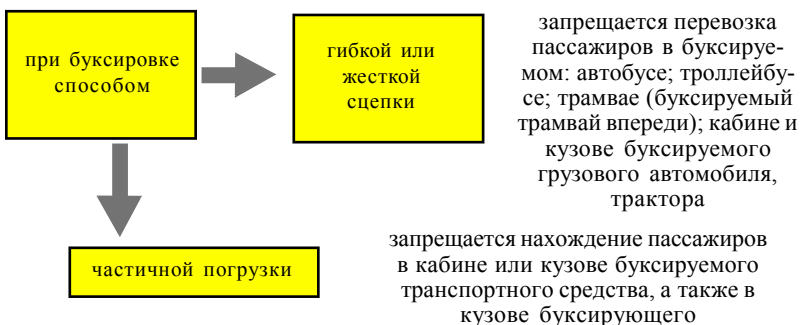 при буксировке
способом
гибкой или
жесткой
сцепки
запрещается перевозка
пассажиров в буксируе-
мом: автобусе; троллейбу-
се; трамвае (буксируемый
трамвай впереди); кабине и
кузове буксируемого
грузового автомобиля,
трактора
частичной погрузки
запрещается нахождение пассажиров
в кабине или кузове буксируемого
транспортного средства, а также в
кузове буксирующего